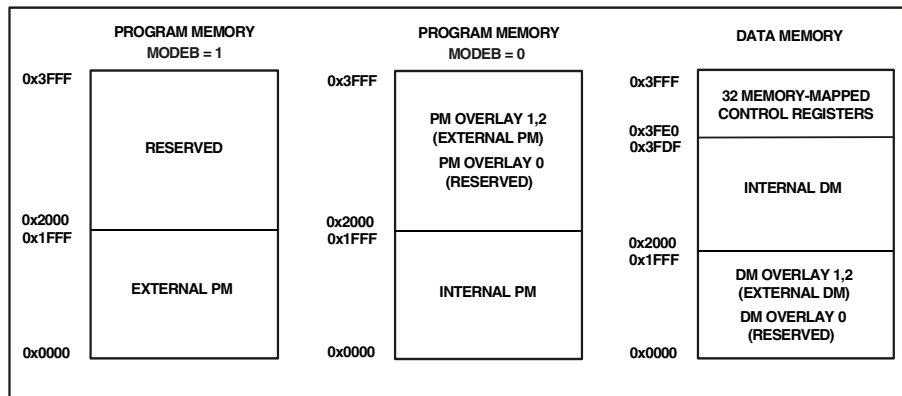 PROGRAM MEMORY
MODEB = 1
0x3FFF
RESERVED
0x2000
0x1FFF
EXTERNAL PM
0x0000
PROGRAM MEMORY
MODEB = 0
0x3FFF
PM OVERLAY 1,2
(EXTERNAL PM)
PM OVERLAY 0
(RESERVED)
0x2000
0x1FFF
INTERNAL PM
0x0000
DATA MEMORY
0x3FFF
32 MEMORY-MAPPED
CONTROL REGISTERS
0x3FE0
0x3FDF
INTERNAL DM
0x2000
0x1FFF
DM OVERLAY 1,2
(EXTERNAL DM)
DM OVERLAY 0
(RESERVED)
0x0000